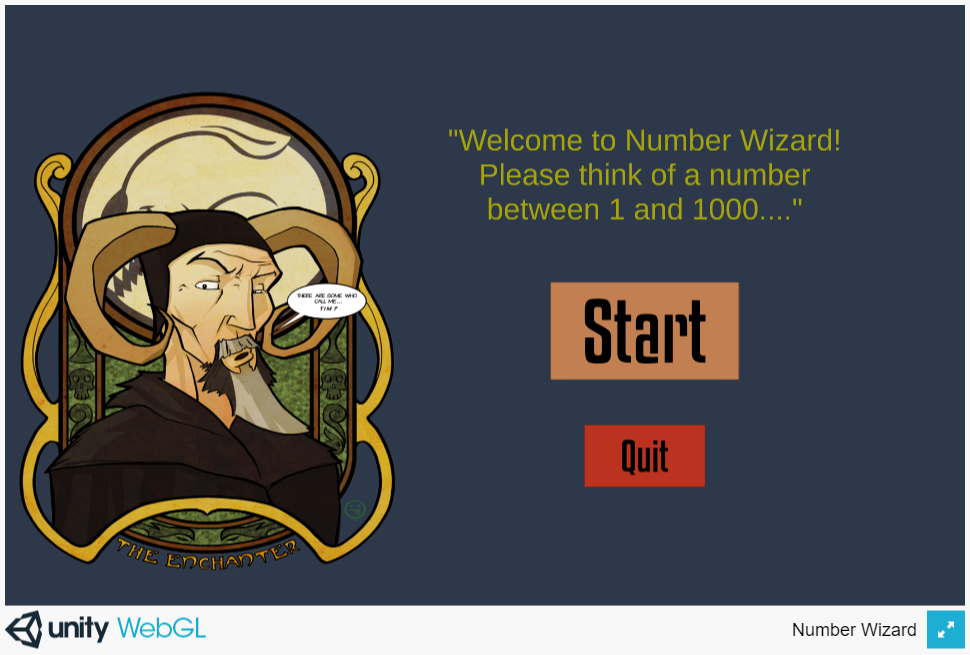 "Welcome to Number Wizard!
Please think of a number
between 1 and 1000...."
THERE ARE SOME WHO
CALL ME...
TIM?
Start
Quit
THE ENCHANTER
unity WebGL
Number Wizard